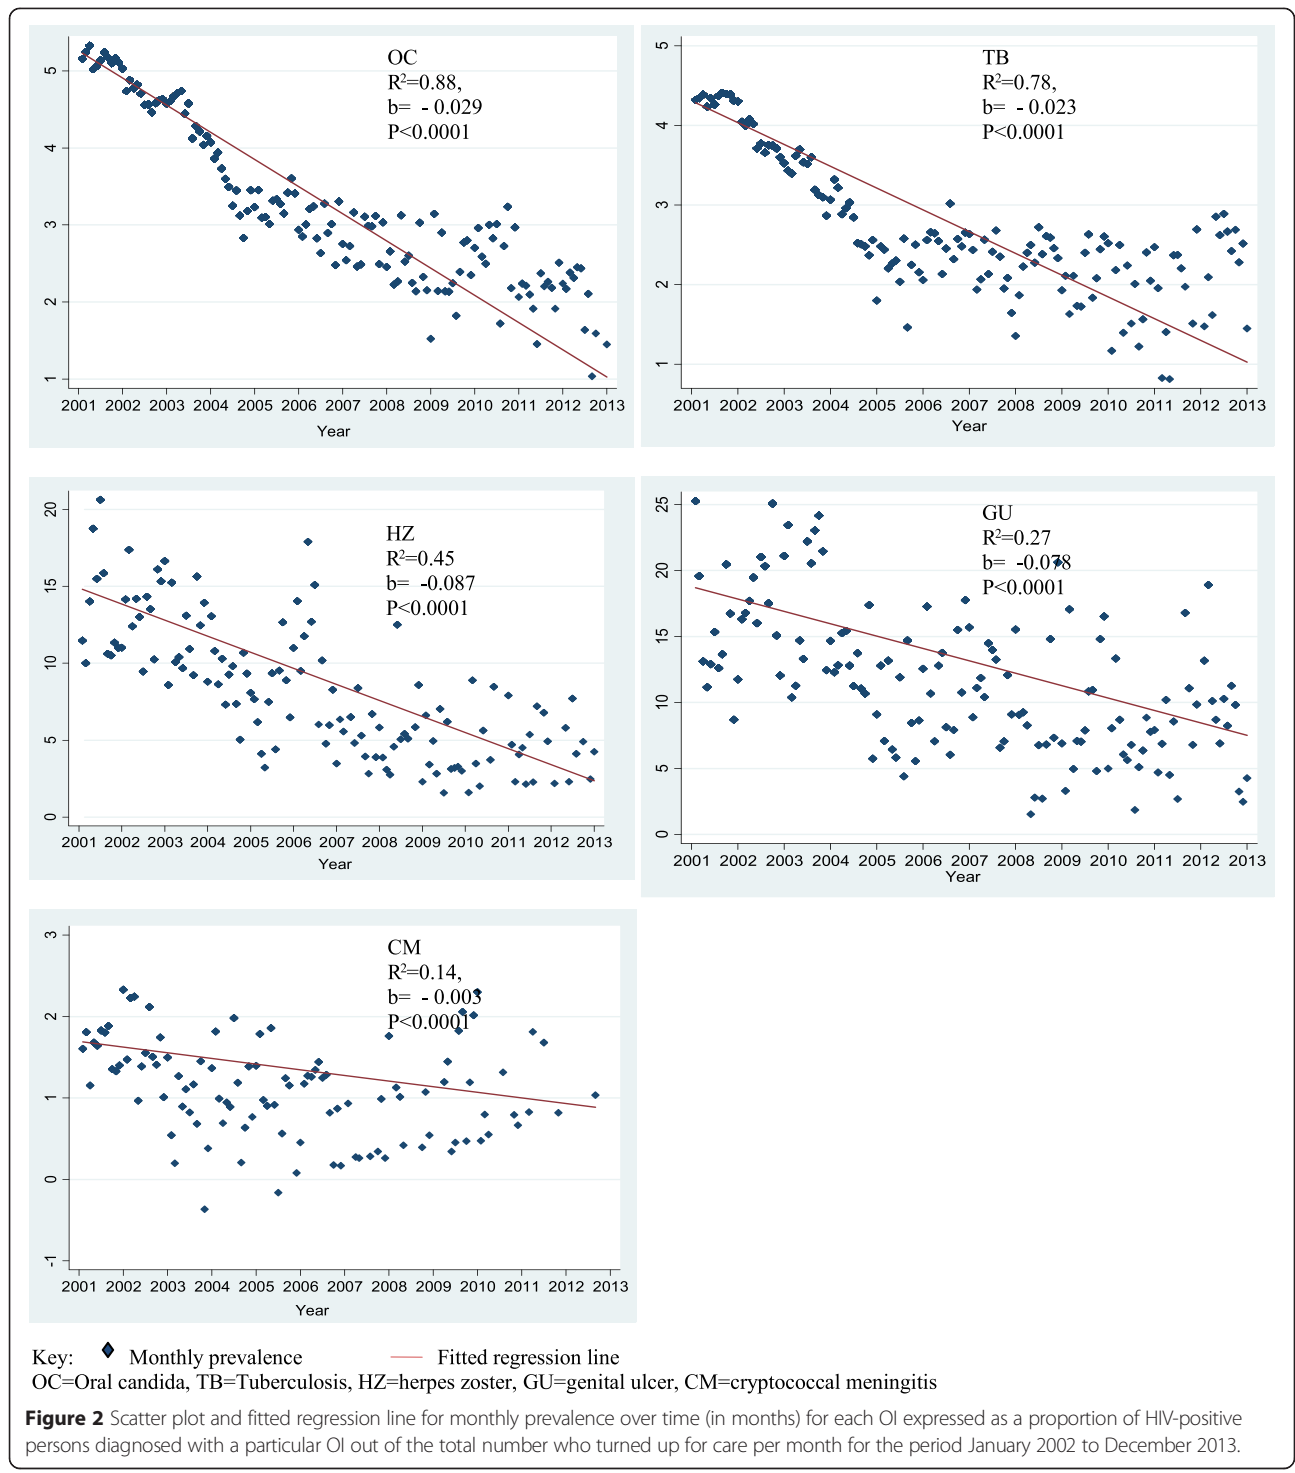 OC
R²=0.88,
b= - 0.029
P<0.0001
5
4
3
2
1
2001 2002 2003 2004 2005 2006 2007 2008 2009 2010 2011 2012 2013
Year
TB
R²=0.78,
b= - 0.023
P<0.0001
5
4
3
2
1
2001 2002 2003 2004 2005 2006 2007 2008 2009 2010 2011 2012 2013
Year
HZ
R²=0.45
b= -0.087
P<0.0001
20
15
10
5
0
2001 2002 2003 2004 2005 2006 2007 2008 2009 2010 2011 2012 2013
Year
GU
R²=0.27
b= -0.078
P<0.0001
25
20
15
10
5
0
2001 2002 2003 2004 2005 2006 2007 2008 2009 2010 2011 2012 2013
Year
CM
R²=0.14,
b= - 0.003
P<0.0001
3
2
1
0
-1
2001 2002 2003 2004 2005 2006 2007 2008 2009 2010 2011 2012 2013
Year
Key: Monthly prevalence Fitted regression line
OC=Oral candida, TB=Tuberculosis, HZ=herpes zoster, GU=genital ulcer, CM=cryptococcal meningitis
Figure 2 Scatter plot and fitted regression line for monthly prevalence over time (in months) for each OI expressed as a proportion of HIV-positive
persons diagnosed with a particular OI out of the total number who turned up for care per month for the period January 2002 to December 2013.